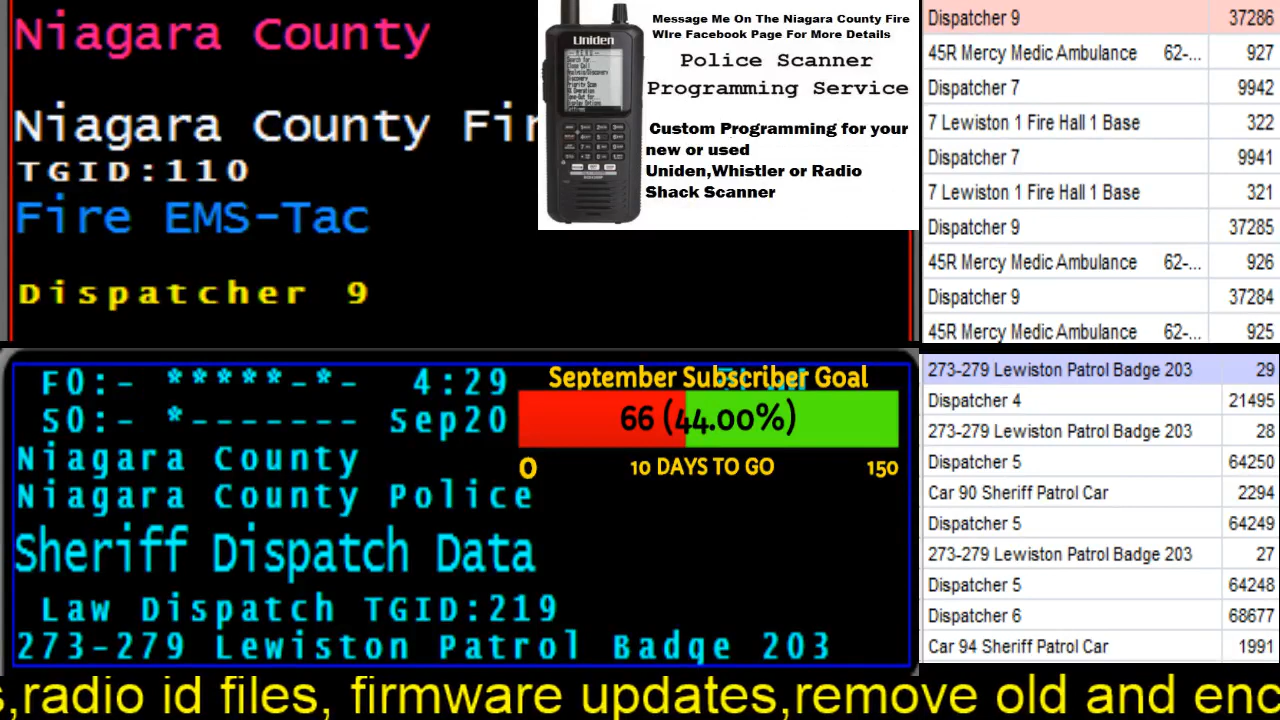 Niagara County
Niagara County Fir
TGID:110
Fire EMS-Tac
Dispatcher 9
Uniden
Message Me On The Niagara County Fire
WIre Facebook Page For More Details
Police Scanner
Programming Service
Custom Programming for your
new or used
Uniden,Whistler or Radio
Shack Scanner
Dispatcher 9 37286
45R Mercy Medic Ambulance 62-... 927
Dispatcher 7 9942
7 Lewiston 1 Fire Hall 1 Base 322
Dispatcher 7 9941
7 Lewiston 1 Fire Hall 1 Base 321
Dispatcher 9 37285
45R Mercy Medic Ambulance 62-... 926
Dispatcher 9 37284
45R Mercy Medic Ambulance 62-... 925
F0:- *****-*- 4:29
S0:- *------- Sep20
Niagara County
Niagara County Police
Sheriff Dispatch Data
Law Dispatch TGID:219
273-279 Lewiston Patrol Badge 203
September Subscriber Goal
66 (44.00%)
0 10 DAYS TO GO 150
273-279 Lewiston Patrol Badge 203 29
Dispatcher 4 21495
273-279 Lewiston Patrol Badge 203 28
Dispatcher 5 64250
Car 90 Sheriff Patrol Car 2294
Dispatcher 5 64249
273-279 Lewiston Patrol Badge 203 27
Dispatcher 5 64248
Dispatcher 6 68677
Car 94 Sheriff Patrol Car 1991
s,radio id files, firmware updates,remove old and enc